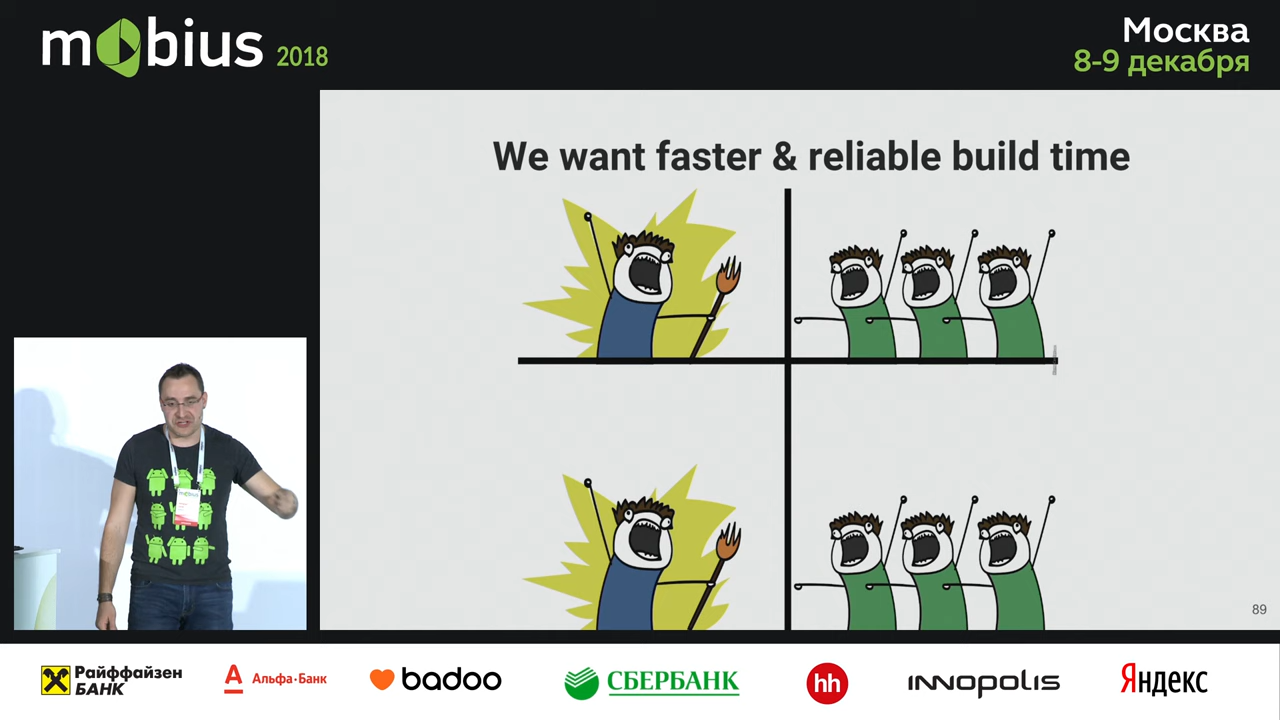 mobius 2018
Москва
8-9 декабря
We want faster & reliable build time
mobius
89
Райффайзен
БАНК
Альфа·Банк
badoo
СБЕРБАНК
hh
INNOPOLIS
Яндекс